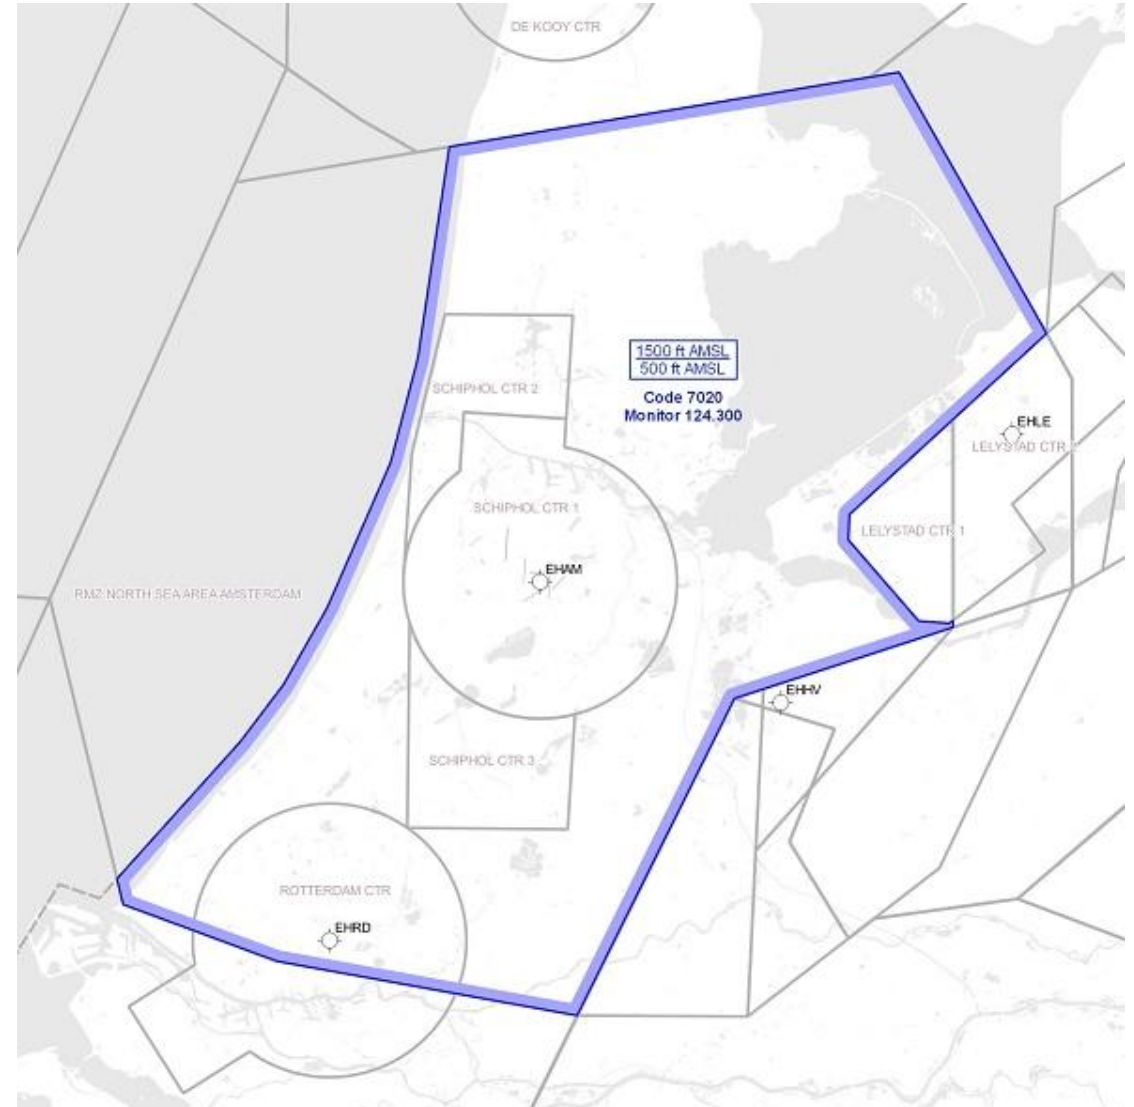 DE KOOY CTR
1500 ft AMSL
500 ft AMSL
Code 7020
Monitor 124.300
SCHIPHOL CTR 2
EHLE
LELYSTAD CTR
SCHIPHOL CTR 1
LELYSTAD CTR 1
EHAM
RMZ NORTH SEA AREA AMSTERDAM
EHHV
SCHIPHOL CTR 3
ROTTERDAM CTR
EHRD